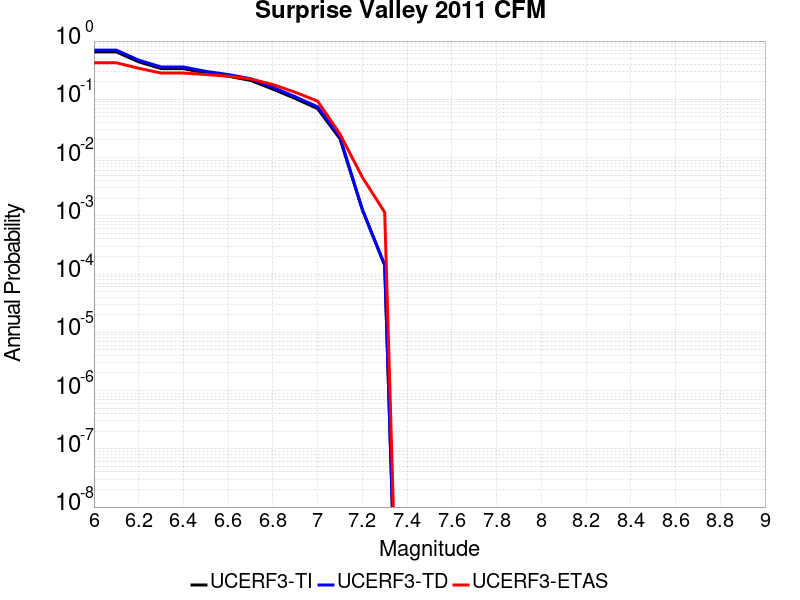 Surprise Valley 2011 CFM
10^0
10^-1
10^-2
10^-3
10^-4
10^-5
10^-6
10^-7
10^-8
Annual Probability
6 6.2 6.4 6.6 6.8 7 7.2 7.4 7.6 7.8 8 8.2 8.4 8.6 8.8 9
Magnitude
UCERF3-TI UCERF3-TD UCERF3-ETAS